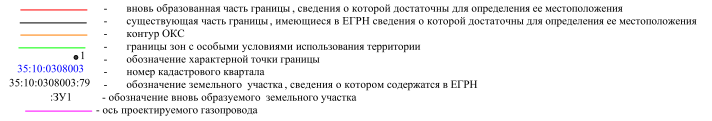 - вновь образованная часть границы, сведения о которой достаточны для определения ее местоположения
- существующая часть границы, имеющиеся в ЕГРН сведения о которой достаточны для определения ее местоположения
- контур ОКС
- границы зон с особыми условиями использования территории
1 - обозначение характерной точки границы
35:10:0308003 - номер кадастрового квартала
35:10:0308003:79 - обозначение земельного участка, сведения о котором содержатся в ЕГРН
:ЗУ1 - обозначение вновь образуемого земельного участка
- ось проектируемого газопровода